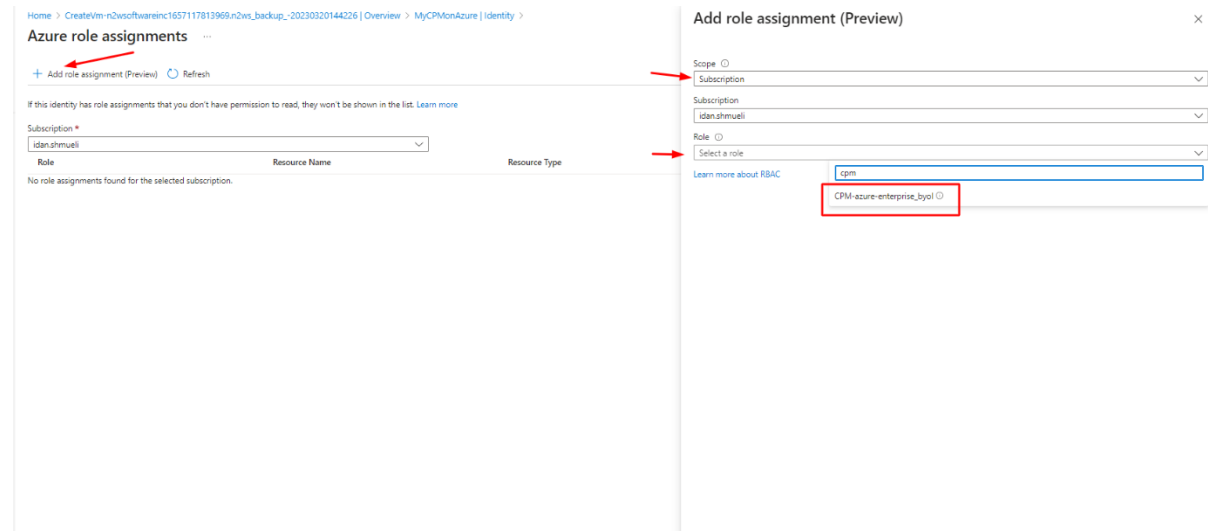 Home > CreateVm-n2wsoftwareinc1657117813969.n2ws_backup_-20230320144226 | Overview > MyCPMonAzure | Identity >
Azure role assignments ...
+ Add role assignment (Preview) Refresh
If this identity has role assignments that you don't have permission to read, they won't be shown in the list. Learn more
Subscription *
idan.shmueli
Role Resource Name Resource Type
No role assignments found for the selected subscription.
Add role assignment (Preview) ×
Scope
Subscription
Subscription
idan.shmueli
Role
Select a role
Learn more about RBAC
cpm
CPM-azure-enterprise_byol